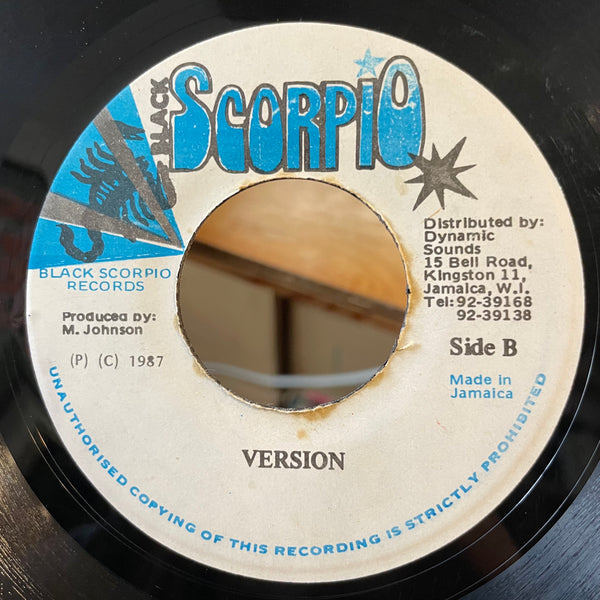 BLACK
SCORPIO
BLACK SCORPIO
RECORDS
Produced by:
M. Johnson
(P) (C) 1987
Distributed by:
Dynamic
Sounds
15 Bell Road,
Kingston 11,
Jamaica, W.I.
Tel:92-39168
92-39138
Side B
Made in
Jamaica
VERSION
UNAUTHORISED COPYING OF THIS RECORDING IS STRICTLY PROHIBITED